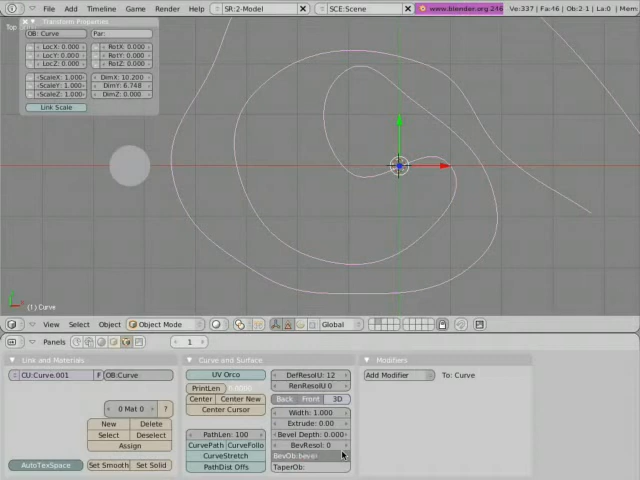 File Add Timeline Game Render Help SR:2-Model SCE:Scene www.blender.org 246 Ve:337 | Fa:46 | Ob:2-1 | La:0 | Mem
Transform Properties
OB: Curve Par:
LocX: 0.000 RotX: 0.000
LocY: 0.000 RotY: 0.000
LocZ: 0.000 RotZ: 0.000
ScaleX: 1.000 DimX: 10.200
ScaleY: 1.000 DimY: 6.748
ScaleZ: 1.000 DimZ: 0.000
Link Scale
(1) Curve
View Select Object Object Mode Global
Panels 1
Link and Materials Curve and Surface Modifiers
CU:Curve.001 F OB:Curve UV Orco DefResolU: 12 Add Modifier To: Curve
PrintLen 0.0000 RenResolU 0
Center Center New Back Front 3D
0 Mat 0 ? Center Cursor Width: 1.000
New Delete Extrude: 0.00
Select Deselect PathLen: 100 Bevel Depth: 0.000
Assign CurvePath CurveFollo BevResol: 0
CurveStretch BevOb:bevel
AutoTexSpace Set Smooth Set Solid PathDist Offs TaperOb: